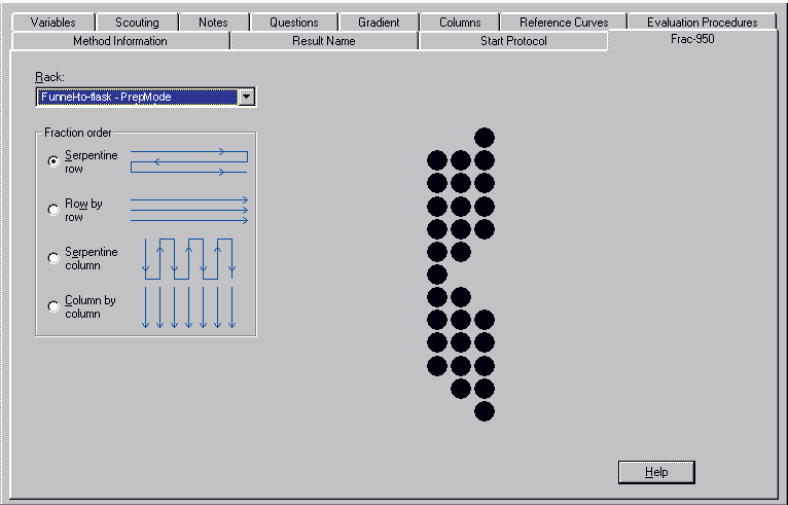 Variables Scouting Notes Questions Gradient Columns Reference Curves Evaluation Procedures
Method Information Result Name Start Protocol Frac-950
Rack:
Funnel-to-flask - PrepMode
Fraction order
Serpentine
row
Row by
row
Serpentine
column
Column by
column
Help